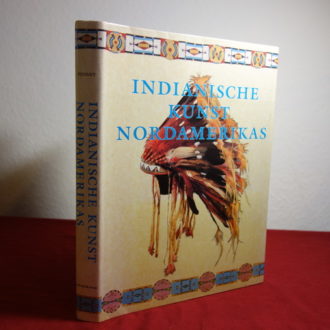 INDIANISCHE
KUNST
NORDAMERIKAS
INDIANISCHE KUNST
NORDAMERIKAS